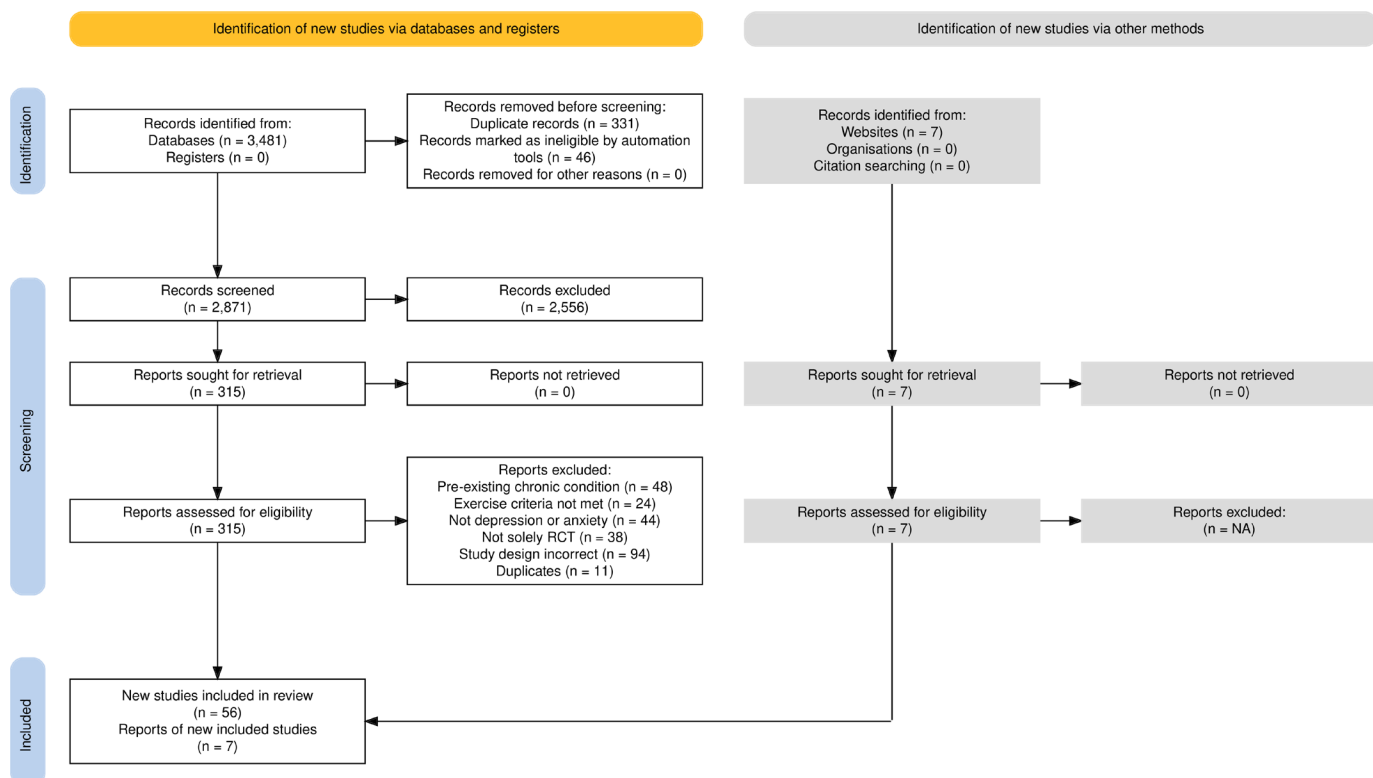 Identification of new studies via databases and registers
Identification of new studies via other methods
Identification
Records identified from:
Databases (n = 3,481)
Registers (n = 0)
Records removed before screening:
Duplicate records (n = 331)
Records marked as ineligible by automation
tools (n = 46)
Records removed for other reasons (n = 0)
Records identified from:
Websites (n = 7)
Organisations (n = 0)
Citation searching (n = 0)
Screening
Records screened
(n = 2,871)
Records excluded
(n = 2,556)
Reports sought for retrieval
(n = 315)
Reports not retrieved
(n = 0)
Reports sought for retrieval
(n = 7)
Reports not retrieved
(n = 0)
Reports assessed for eligibility
(n = 315)
Reports excluded:
Pre-existing chronic condition (n = 48)
Exercise criteria not met (n = 24)
Not depression or anxiety (n = 44)
Not solely RCT (n = 38)
Study design incorrect (n = 94)
Duplicates (n = 11)
Reports assessed for eligibility
(n = 7)
Reports excluded:
(n = NA)
Included
New studies included in review
(n = 56)
Reports of new included studies
(n = 7)